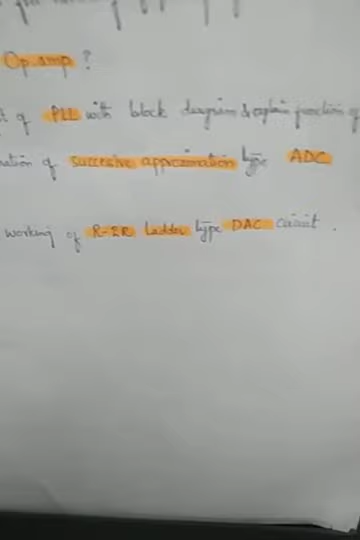 Op.amp ?
of PLL with block diagram & explain function of
of succesive approximation type ADC
working of R-2R Ladder type DAC circuit .